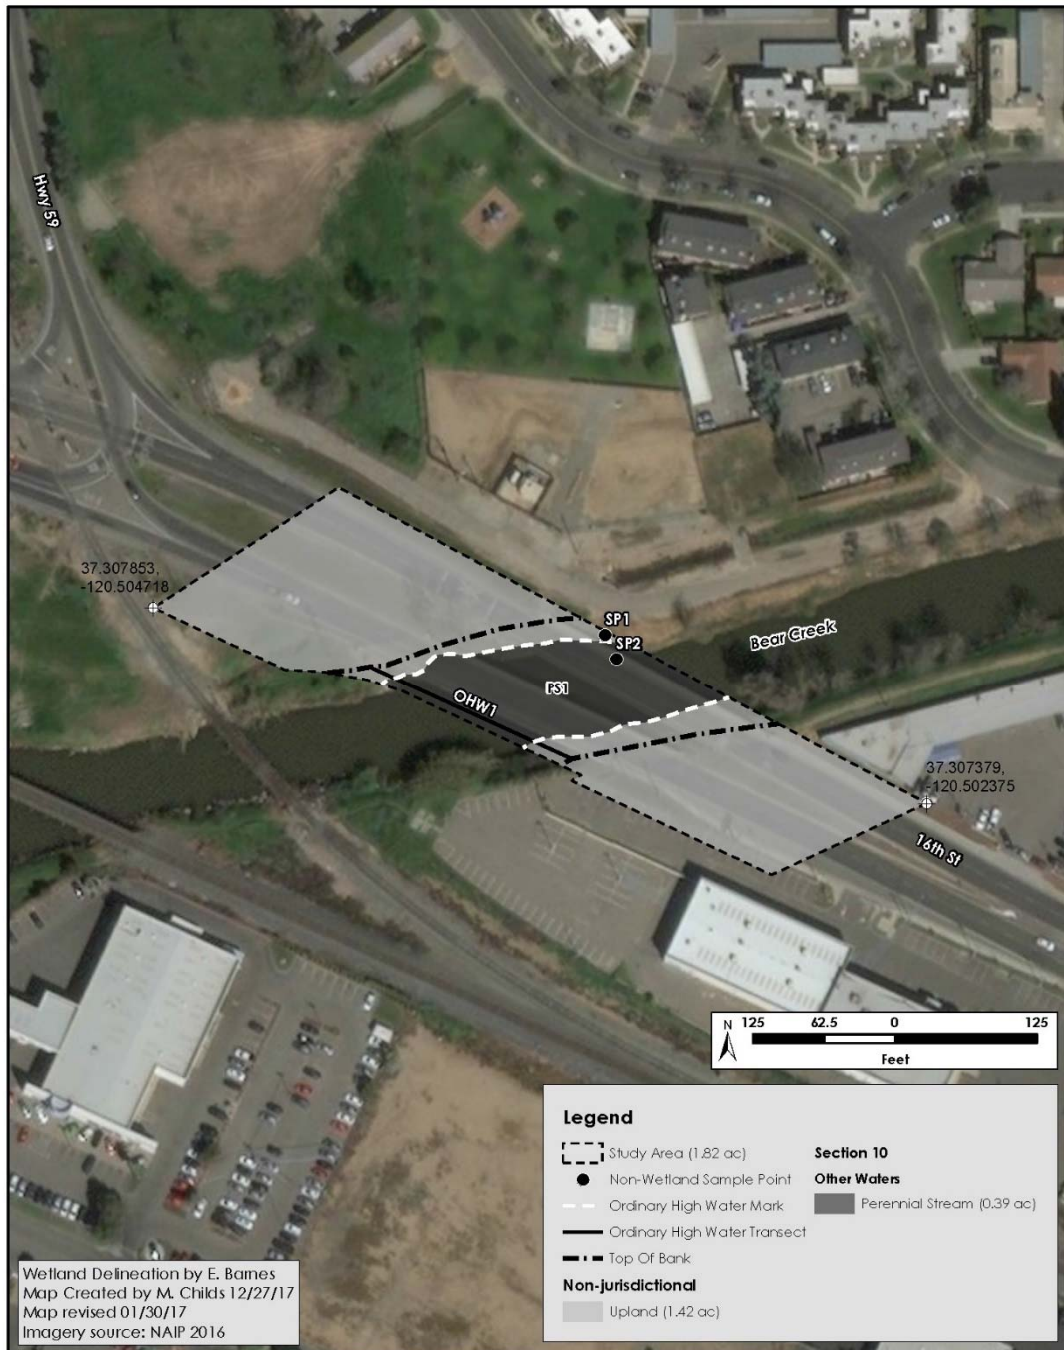 Hwy 59
37.307853,
-120.504718
SP1
SP2
Bear Creek
PS1
OHW1
37.307379,
-120.502375
16th St
N
125 62.5 0 125
Feet
Legend
Study Area (1.82 ac)
Non-Wetland Sample Point
Ordinary High Water Mark
Ordinary High Water Transect
Top Of Bank
Non-jurisdictional
Upland (1.42 ac)
Section 10
Other Waters
Perennial Stream (0.39 ac)
Wetland Delineation by E. Barnes
Map Created by M. Childs 12/27/17
Map revised 01/30/17
Imagery source: NAIP 2016